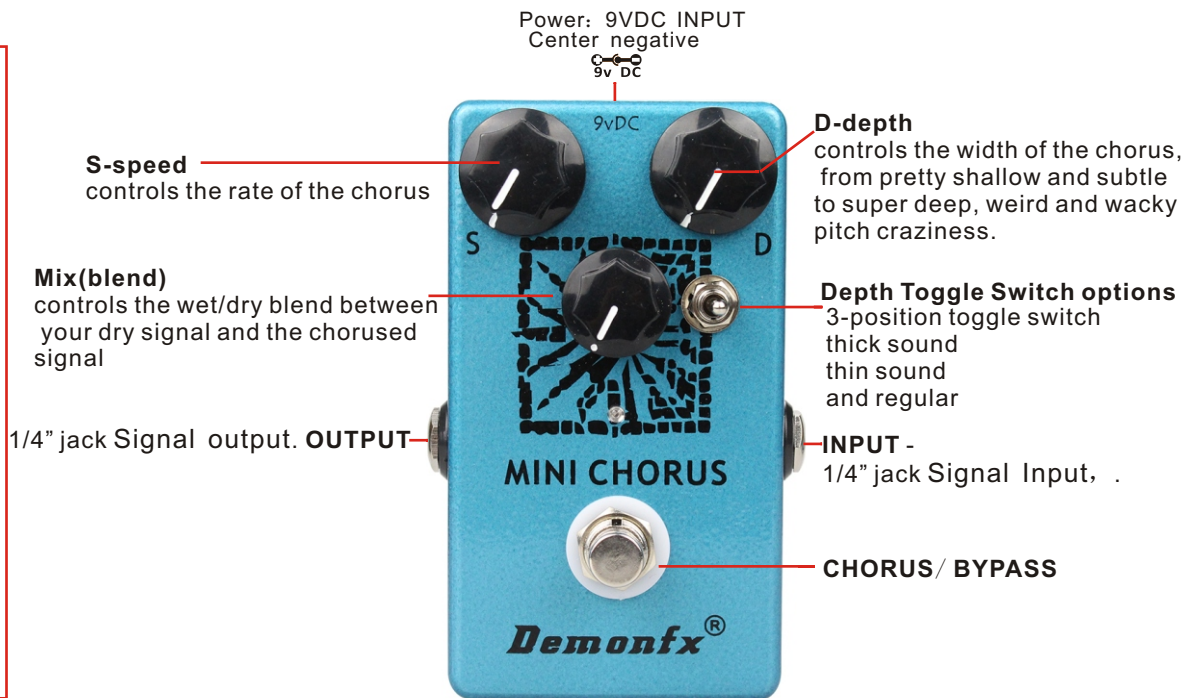 Power: 9VDC INPUT
Center negative
9v DC
9vDC
S-speed
controls the rate of the chorus
D-depth
controls the width of the chorus,
from pretty shallow and subtle
to super deep, weird and wacky
pitch craziness.
S
D
Mix(blend)
controls the wet/dry blend between
your dry signal and the chorused
signal
Depth Toggle Switch options
3-position toggle switch
thick sound
thin sound
and regular
1/4” jack Signal output. OUTPUT
INPUT -
1/4” jack Signal Input， .
MINI CHORUS
CHORUS/ BYPASS
Demonfx®